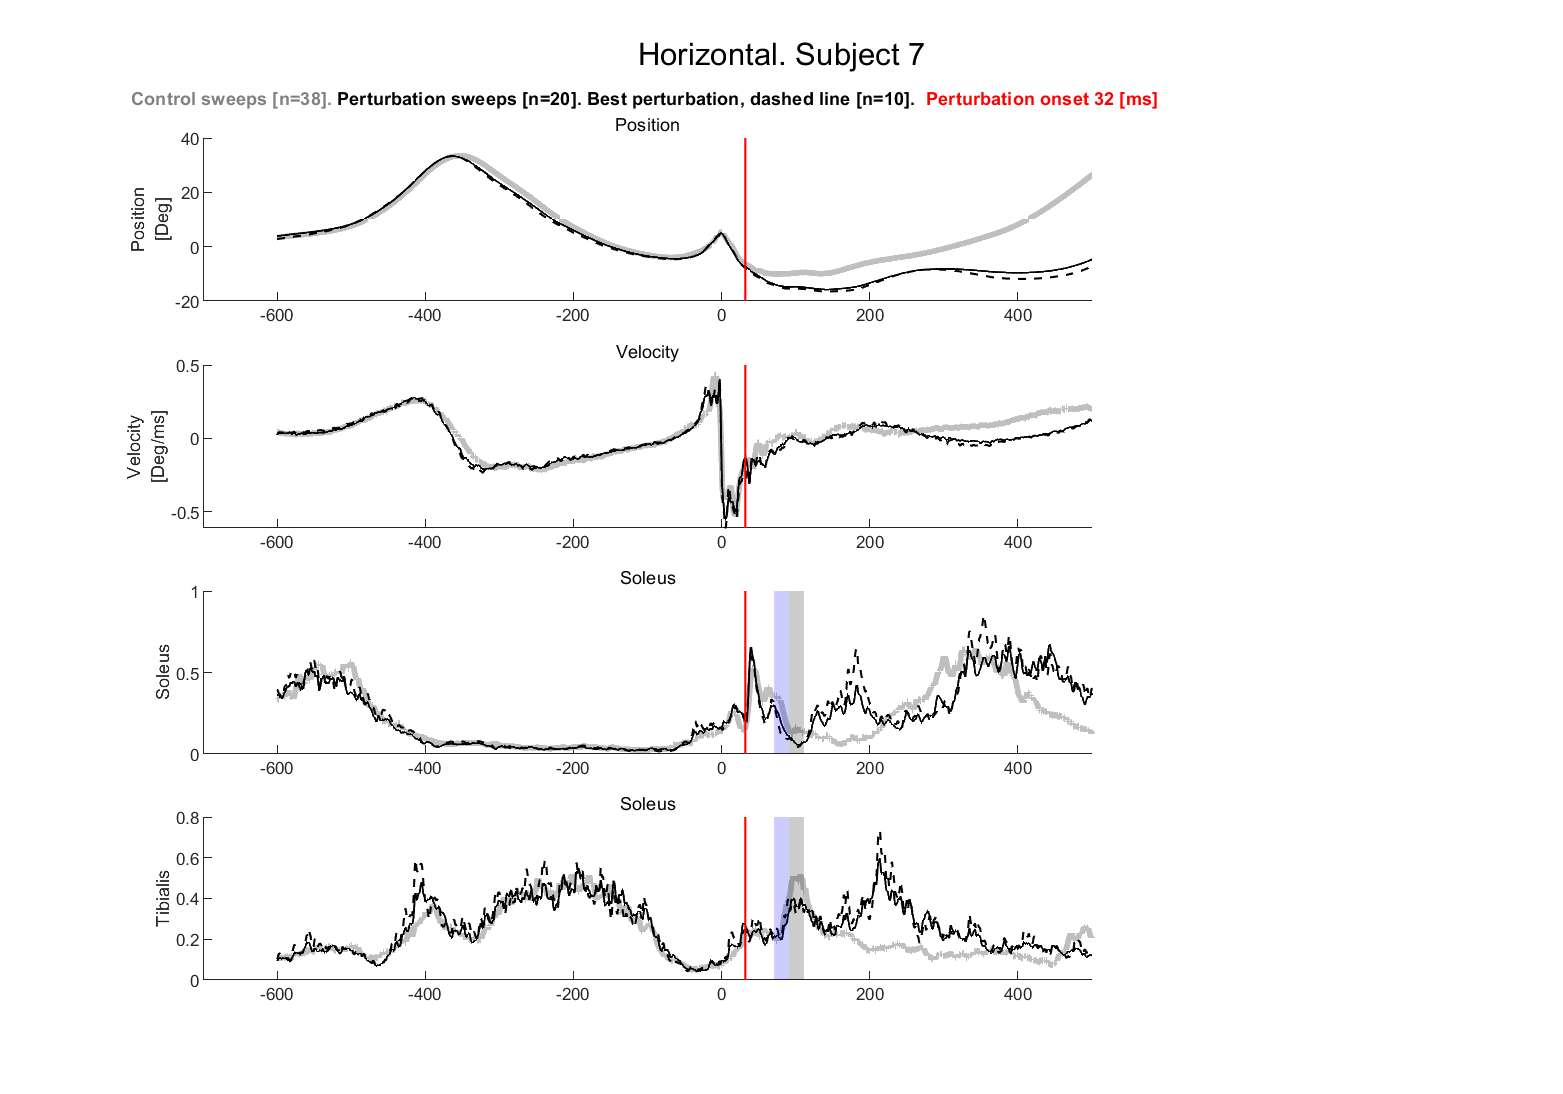 Horizontal. Subject 7
Control sweeps [n=38]. Perturbation sweeps [n=20]. Best perturbation, dashed line [n=10]. Perturbation onset 32 [ms]
Position
40
20
0
-20
Position
[Deg]
-600 -400 -200 0 200 400
Velocity
0.5
0
-0.5
Velocity
[Deg/ms]
-600 -400 -200 0 200 400
Soleus
1
0.5
0
Soleus
-600 -400 -200 0 200 400
Soleus
0.8
0.6
0.4
0.2
0
Tibialis
-600 -400 -200 0 200 400